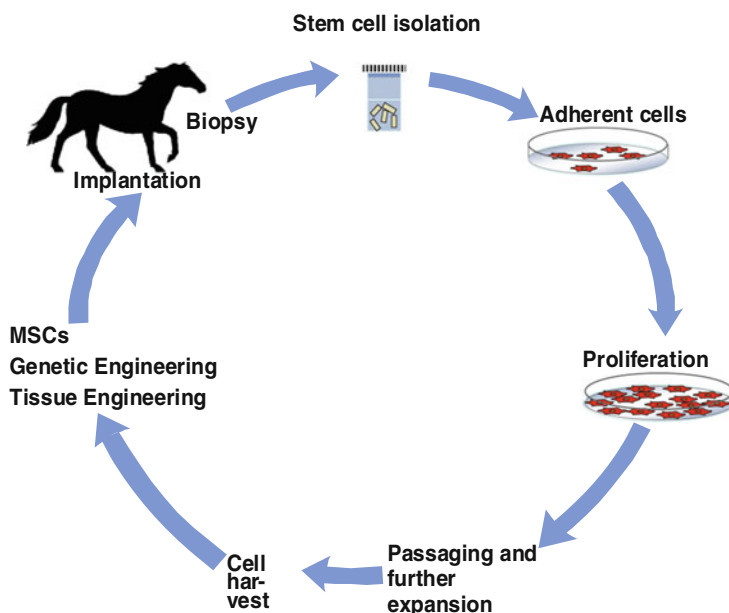 Stem cell isolation
Biopsy
Adherent cells
Implantation
Proliferation
MSCs
Genetic Engineering
Tissue Engineering
Passaging and
further
expansion
Cell
har-
vest